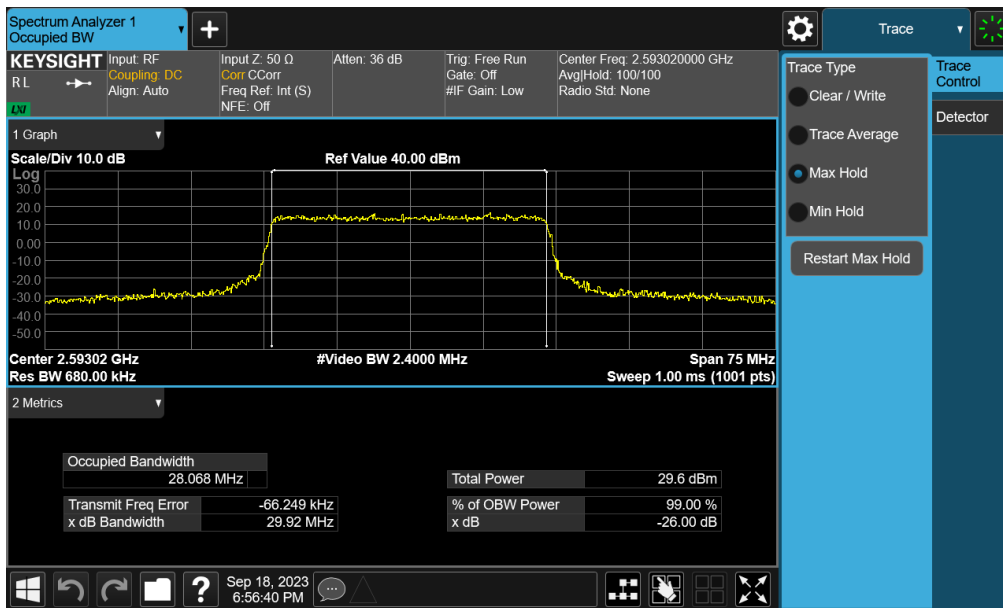 Spectrum Analyzer 1
Occupied BW
+
Trace
KEYSIGHT
R L
LXI
Input: RF
Coupling: DC
Align: Auto
Input Z: 50 Ω
Corr CCorr
Freq Ref: Int (S)
NFE: Off
Atten: 36 dB
Trig: Free Run
Gate: Off
#IF Gain: Low
Center Freq: 2.593020000 GHz
Avg|Hold: 100/100
Radio Std: None
Trace Type
Clear / Write
Trace Average
Max Hold
Min Hold
Restart Max Hold
Trace
Control
Detector
1 Graph
Scale/Div 10.0 dB
Ref Value 40.00 dBm
Log
30.0
20.0
10.0
0.00
-10.0
-20.0
-30.0
-40.0
-50.0
Center 2.59302 GHz
#Video BW 2.4000 MHz
Span 75 MHz
Res BW 680.00 kHz
Sweep 1.00 ms (1001 pts)
2 Metrics
Occupied Bandwidth
28.068 MHz
Total Power 29.6 dBm
Transmit Freq Error -66.249 kHz
% of OBW Power 99.00 %
x dB Bandwidth 29.92 MHz
x dB -26.00 dB
?
Sep 18, 2023
6:56:40 PM